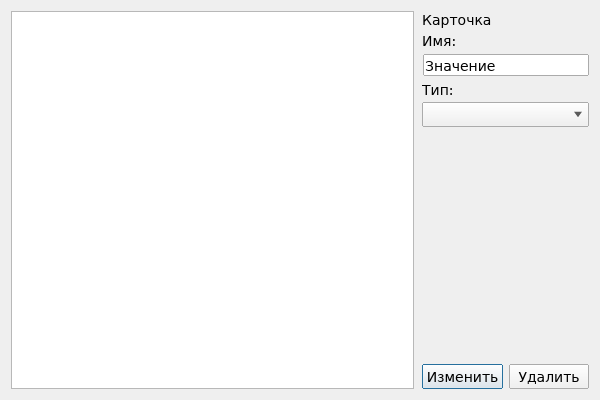 Карточка
Имя:
Значение
Тип:
Изменить Удалить